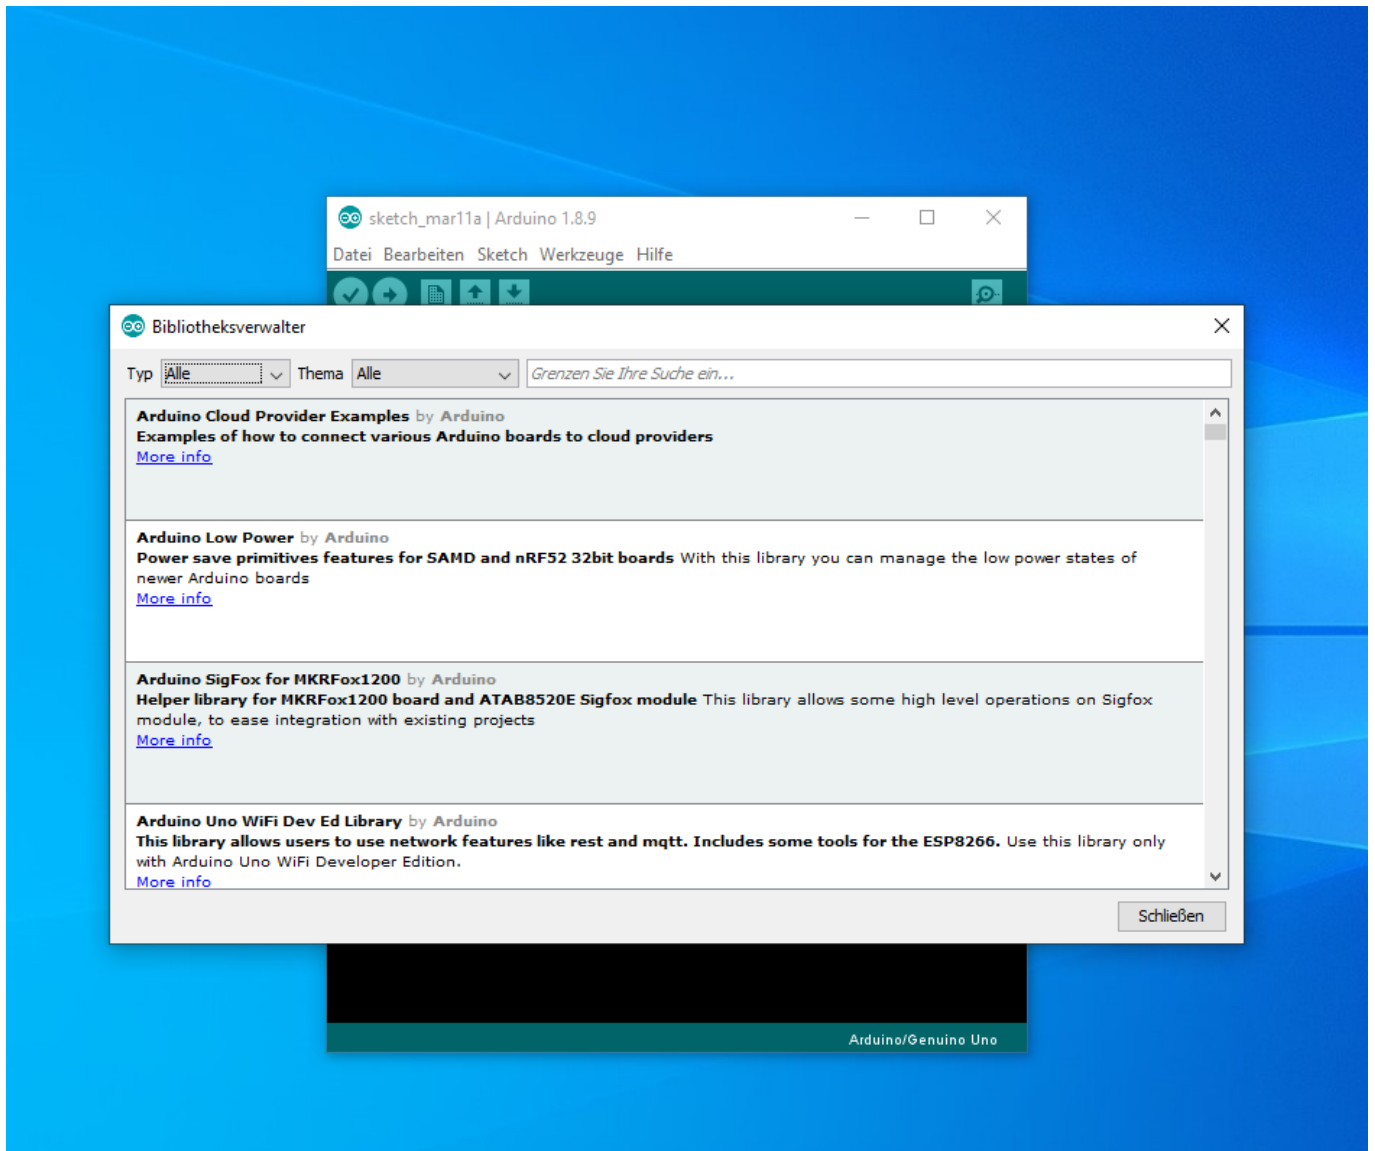 sketch_mar11a | Arduino 1.8.9
Datei Bearbeiten Sketch Werkzeuge Hilfe
Bibliotheksverwalter
Typ Alle Thema Alle Grenzen Sie Ihre Suche ein...
Arduino Cloud Provider Examples by Arduino
Examples of how to connect various Arduino boards to cloud providers
More info
Arduino Low Power by Arduino
Power save primitives features for SAMD and nRF52 32bit boards With this library you can manage the low power states of
newer Arduino boards
More info
Arduino SigFox for MKRFox1200 by Arduino
Helper library for MKRFox1200 board and ATAB8520E Sigfox module This library allows some high level operations on Sigfox
module, to ease integration with existing projects
More info
Arduino Uno WiFi Dev Ed Library by Arduino
This library allows users to use network features like rest and mqtt. Includes some tools for the ESP8266. Use this library only
with Arduino Uno WiFi Developer Edition.
More info
Schließen
Arduino/Genuino Uno